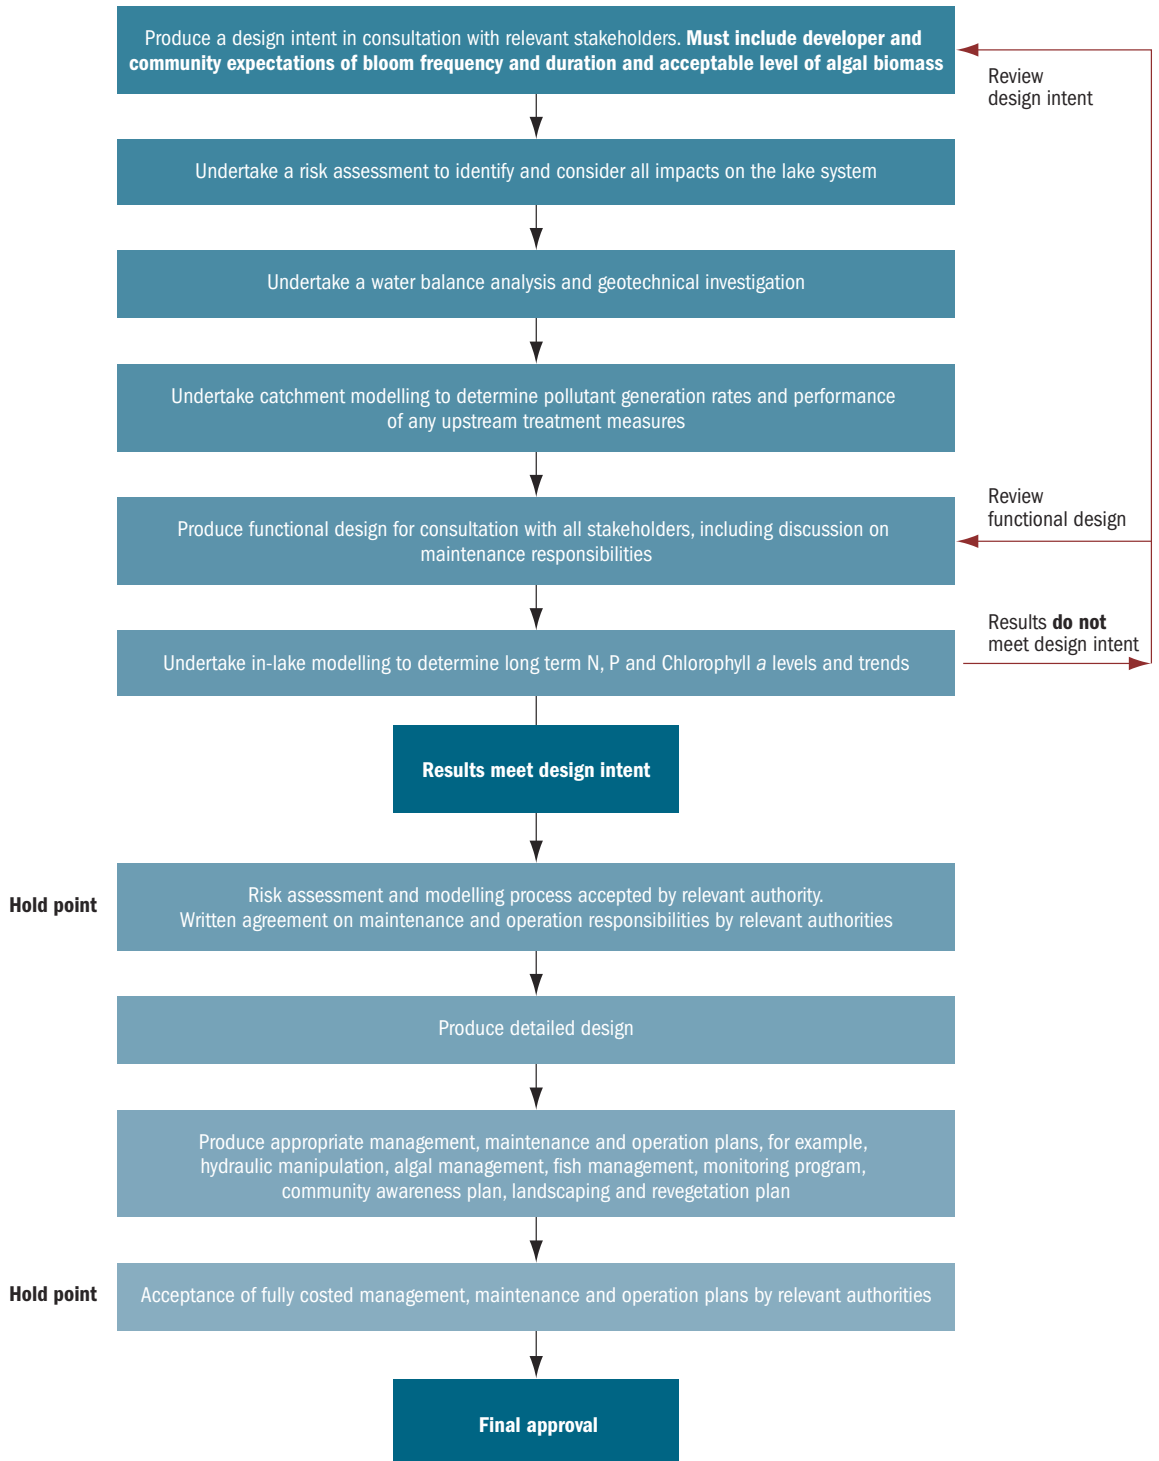 Produce a design intent in consultation with relevant stakeholders. Must include developer and
community expectations of bloom frequency and duration and acceptable level of algal biomass
Review
design intent
Undertake a risk assessment to identify and consider all impacts on the lake system
Undertake a water balance analysis and geotechnical investigation
Undertake catchment modelling to determine pollutant generation rates and performance
of any upstream treatment measures
Review
functional design
Produce functional design for consultation with all stakeholders, including discussion on
maintenance responsibilities
Results do not
meet design intent
Undertake in-lake modelling to determine long term N, P and Chlorophyll a levels and trends
Results meet design intent
Hold point
Risk assessment and modelling process accepted by relevant authority.
Written agreement on maintenance and operation responsibilities by relevant authorities
Produce detailed design
Produce appropriate management, maintenance and operation plans, for example,
hydraulic manipulation, algal management, fish management, monitoring program,
community awareness plan, landscaping and revegetation plan
Hold point
Acceptance of fully costed management, maintenance and operation plans by relevant authorities
Final approval